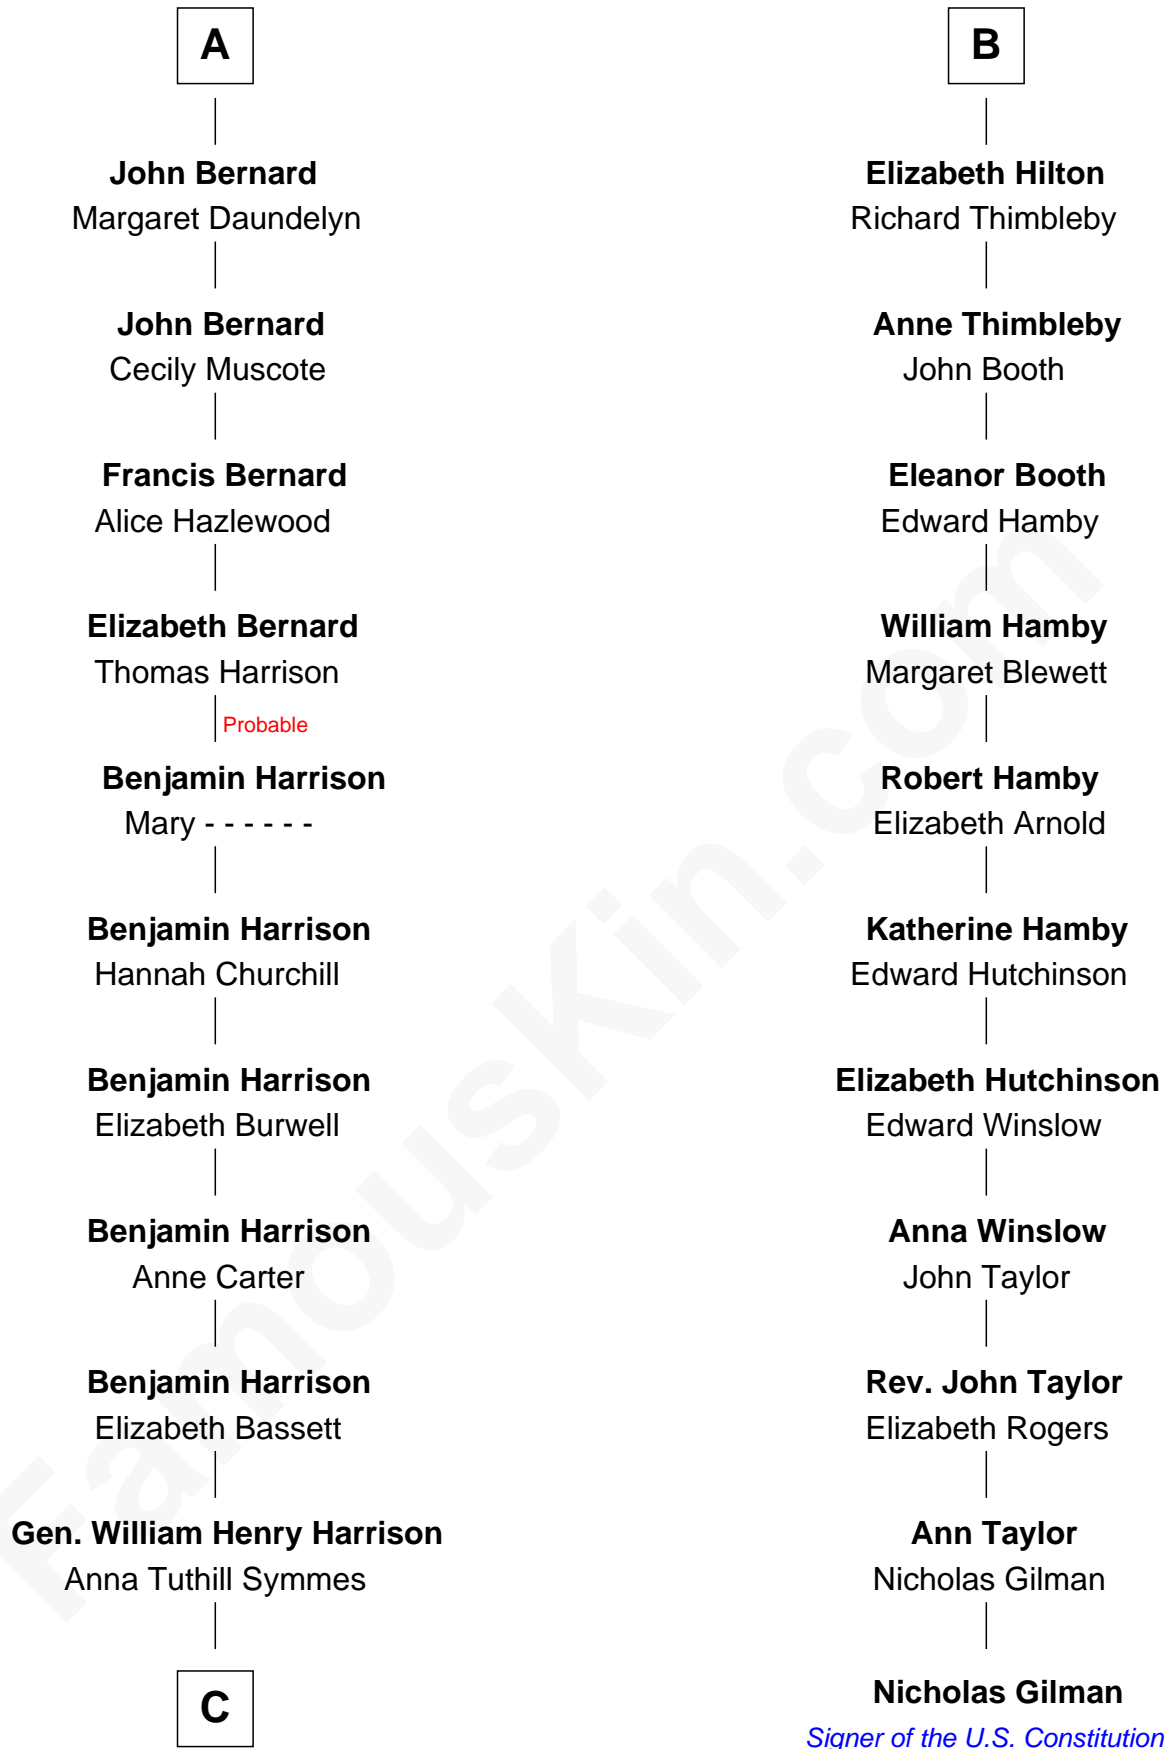 A
John Bernard
Margaret Daundelyn
John Bernard
Cecily Muscote
Francis Bernard
Alice Hazlewood
Elizabeth Bernard
Thomas Harrison
Probable
Benjamin Harrison
Mary - - - - - -
Benjamin Harrison
Hannah Churchill
Benjamin Harrison
Elizabeth Burwell
Benjamin Harrison
Anne Carter
Benjamin Harrison
Elizabeth Bassett
Gen. William Henry Harrison
Anna Tuthill Symmes
C
B
Elizabeth Hilton
Richard Thimbleby
Anne Thimbleby
John Booth
Eleanor Booth
Edward Hamby
William Hamby
Margaret Blewett
Robert Hamby
Elizabeth Arnold
Katherine Hamby
Edward Hutchinson
Elizabeth Hutchinson
Edward Winslow
Anna Winslow
John Taylor
Rev. John Taylor
Elizabeth Rogers
Ann Taylor
Nicholas Gilman
Nicholas Gilman
Signer of the U.S. Constitution
FamousKin.com